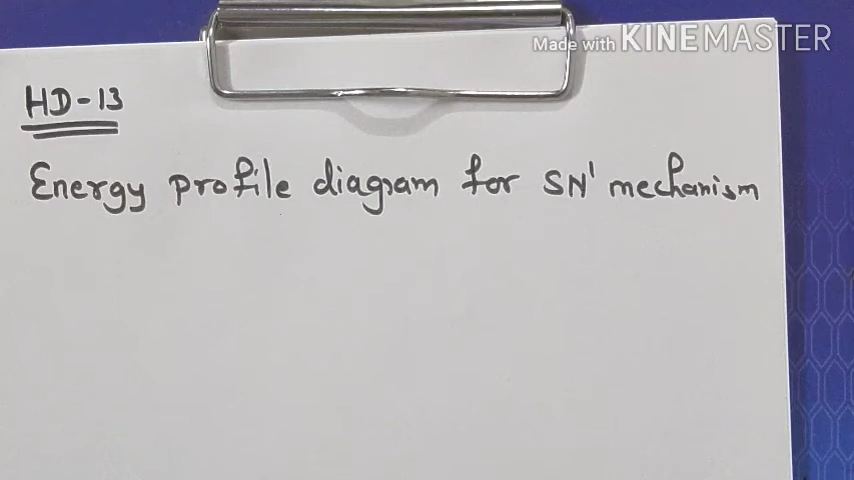 Made with KINEMASTER
HD-13
Energy profile diagram for SN' mechanism